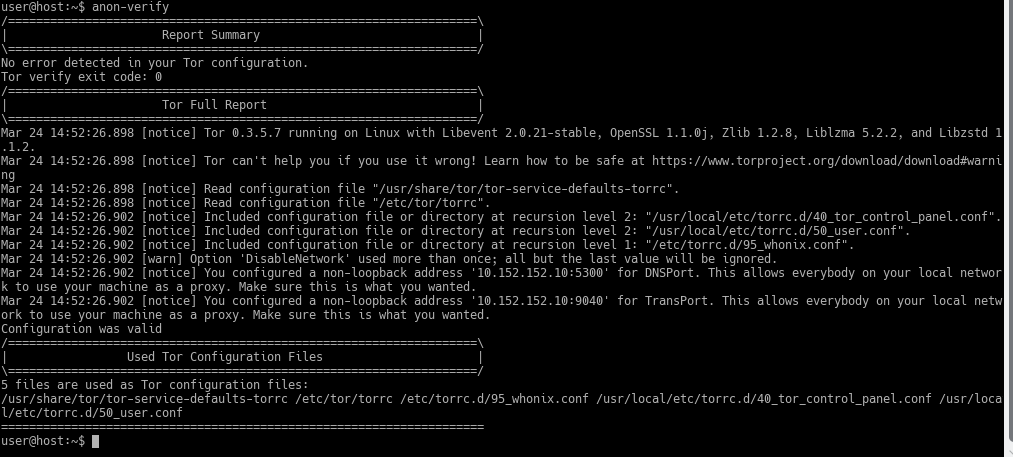 user@host:~$ anon-verify
/===================================================================\
|                      Report Summary                               |
\===================================================================/
No error detected in your Tor configuration.
Tor verify exit code: 0
/===================================================================\
|                      Tor Full Report                              |
\===================================================================/
Mar 24 14:52:26.898 [notice] Tor 0.3.5.7 running on Linux with Libevent 2.0.21-stable, OpenSSL 1.1.0j, Zlib 1.2.8, Liblzma 5.2.2, and Libzstd 1
.1.2.
Mar 24 14:52:26.898 [notice] Tor can't help you if you use it wrong! Learn how to be safe at https://www.torproject.org/download/download#warni
ng
Mar 24 14:52:26.898 [notice] Read configuration file "/usr/share/tor/tor-service-defaults-torrc".
Mar 24 14:52:26.898 [notice] Read configuration file "/etc/tor/torrc".
Mar 24 14:52:26.902 [notice] Included configuration file or directory at recursion level 2: "/usr/local/etc/torrc.d/40_tor_control_panel.conf".
Mar 24 14:52:26.902 [notice] Included configuration file or directory at recursion level 2: "/usr/local/etc/torrc.d/50_user.conf".
Mar 24 14:52:26.902 [notice] Included configuration file or directory at recursion level 1: "/etc/torrc.d/95_whonix.conf".
Mar 24 14:52:26.902 [warn] Option 'DisableNetwork' used more than once; all but the last value will be ignored.
Mar 24 14:52:26.902 [notice] You configured a non-loopback address '10.152.152.10:5300' for DNSPort. This allows everybody on your local networ
k to use your machine as a proxy. Make sure this is what you wanted.
Mar 24 14:52:26.902 [notice] You configured a non-loopback address '10.152.152.10:9040' for TransPort. This allows everybody on your local netw
ork to use your machine as a proxy. Make sure this is what you wanted.
Configuration was valid
/===================================================================\
|                 Used Tor Configuration Files                      |
\===================================================================/
5 files are used as Tor configuration files:
/usr/share/tor/tor-service-defaults-torrc /etc/tor/torrc /etc/torrc.d/95_whonix.conf /usr/local/etc/torrc.d/40_tor_control_panel.conf /usr/loca
l/etc/torrc.d/50_user.conf
=====================================================================
user@host:~$